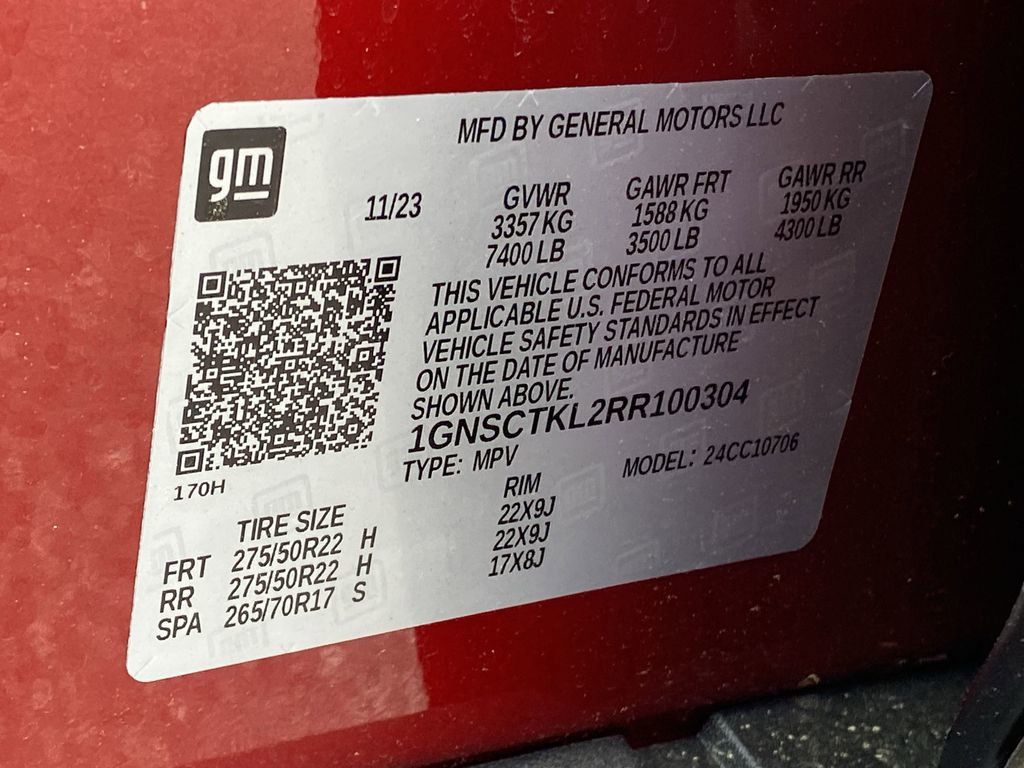 gm
MFD BY GENERAL MOTORS LLC
11/23
GVWR
3357 KG
7400 LB
GAWR FRT
1588 KG
3500 LB
GAWR RR
1950 KG
4300 LB
THIS VEHICLE CONFORMS TO ALL
APPLICABLE U.S. FEDERAL MOTOR
VEHICLE SAFETY STANDARDS IN EFFECT
ON THE DATE OF MANUFACTURE
SHOWN ABOVE.
1GNSCTKL2RR100304
TYPE: MPV MODEL: 24CC10706
170H
TIRE SIZE RIM
FRT 275/50R22 H 22X9J
RR 275/50R22 H 22X9J
SPA 265/70R17 S 17X8J